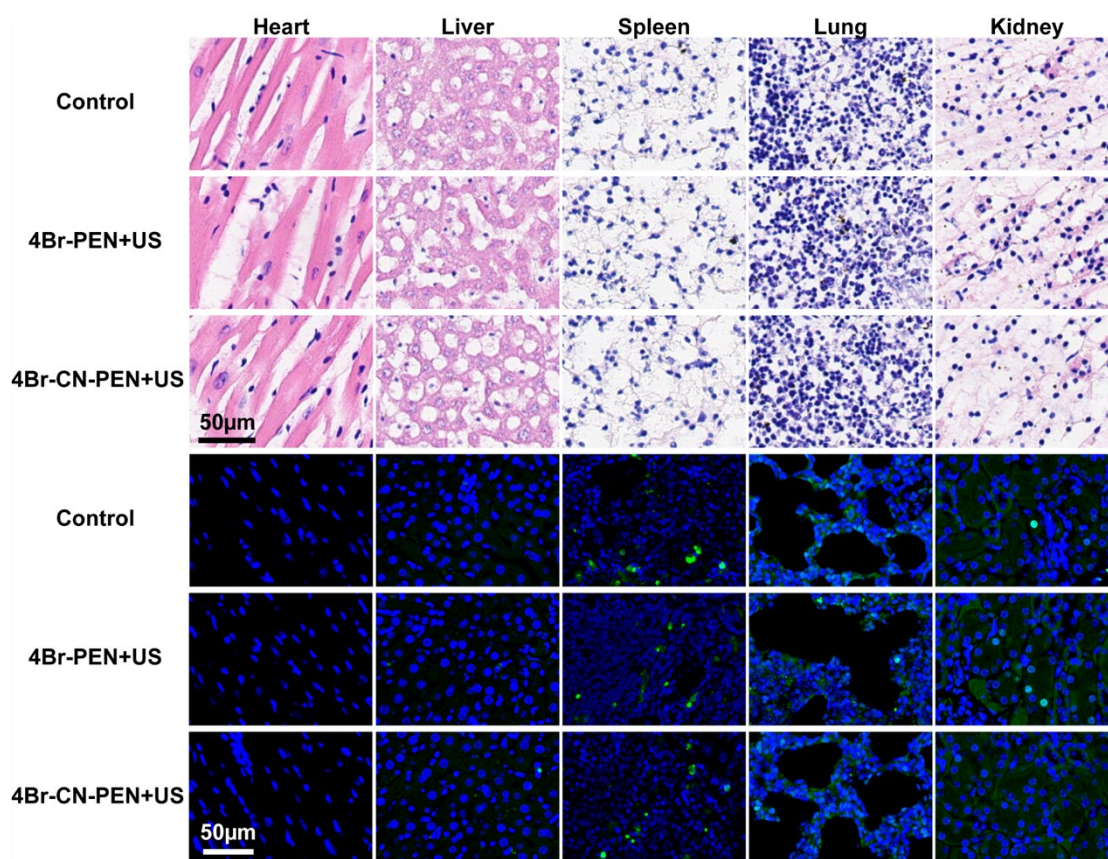 Heart Liver Spleen Lung Kidney
Control
4Br-PEN+US
4Br-CN-PEN+US
50μm
Control
4Br-PEN+US
4Br-CN-PEN+US
50μm